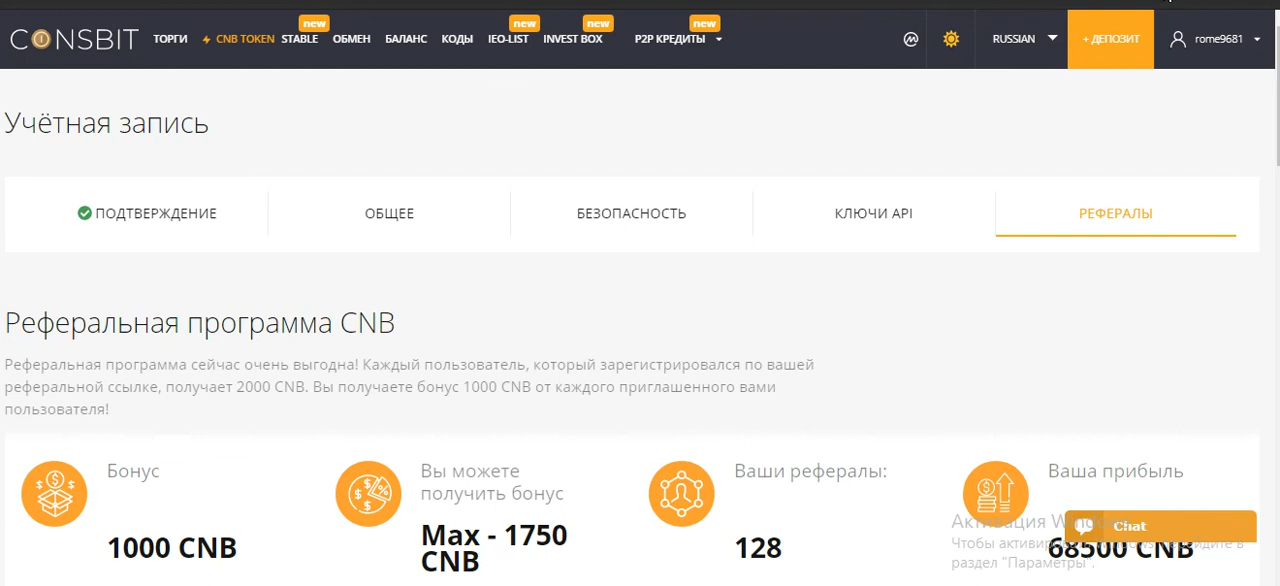 new new new new
CONSBIT ТОРГИ CNB TOKEN STABLE ОБМЕН БАЛАНС КОДЫ IEO-LIST INVEST BOX P2P КРЕДИТЫ RUSSIAN + ДЕПОЗИТ rome9681
Учётная запись
ПОДТВЕРЖДЕНИЕ ОБЩЕЕ БЕЗОПАСНОСТЬ КЛЮЧИ API РЕФЕРАЛЫ
Реферальная программа CNB
Реферальная программа сейчас очень выгодна! Каждый пользователь, который зарегистрировался по вашей
реферальной ссылке, получает 2000 CNB. Вы получаете бонус 1000 CNB от каждого приглашенного вами
пользователя!
Бонус
1000 CNB
Вы можете
получить бонус
Max - 1750
CNB
Ваши рефералы:
128
Ваша прибыль
68500 CNB
Активация Windows
Chat
Чтобы активировать Windows, перейдите в
раздел "Параметры".